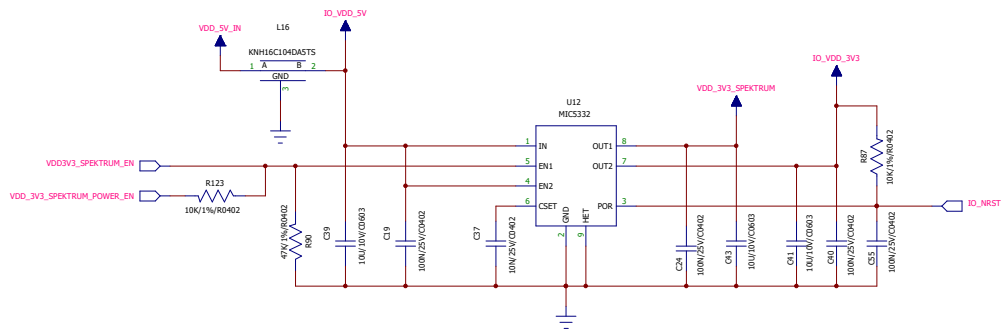 IO_VDD_5V
L16
VDD_5V_IN
KNH16C104DA5TS
1 A B 2
GND
3
IO_VDD_3V3
VDD_3V3_SPEKTRUM
U12
MIC5332
1 IN OUT1 8
5 EN1 OUT2 7
4 EN2
6 CSET POR 3
GND HET
2 9
VDD3V3_SPEKTRUM_EN
VDD_3V3_SPEKTRUM_POWER_EN
R123
10K/1%/R0402
47K/1%/R0402
R90
C39
10U/10V/C0603
C19
100N/25V/C0402
C37
10N/25V/C0402
C24
100N/25V/C0402
C43
10U/10V/C0603
C41
10U/10V/C0603
C40
100N/25V/C0402
C55
100N/25V/C0402
R87
10K/1%/R0402
IO_NRST